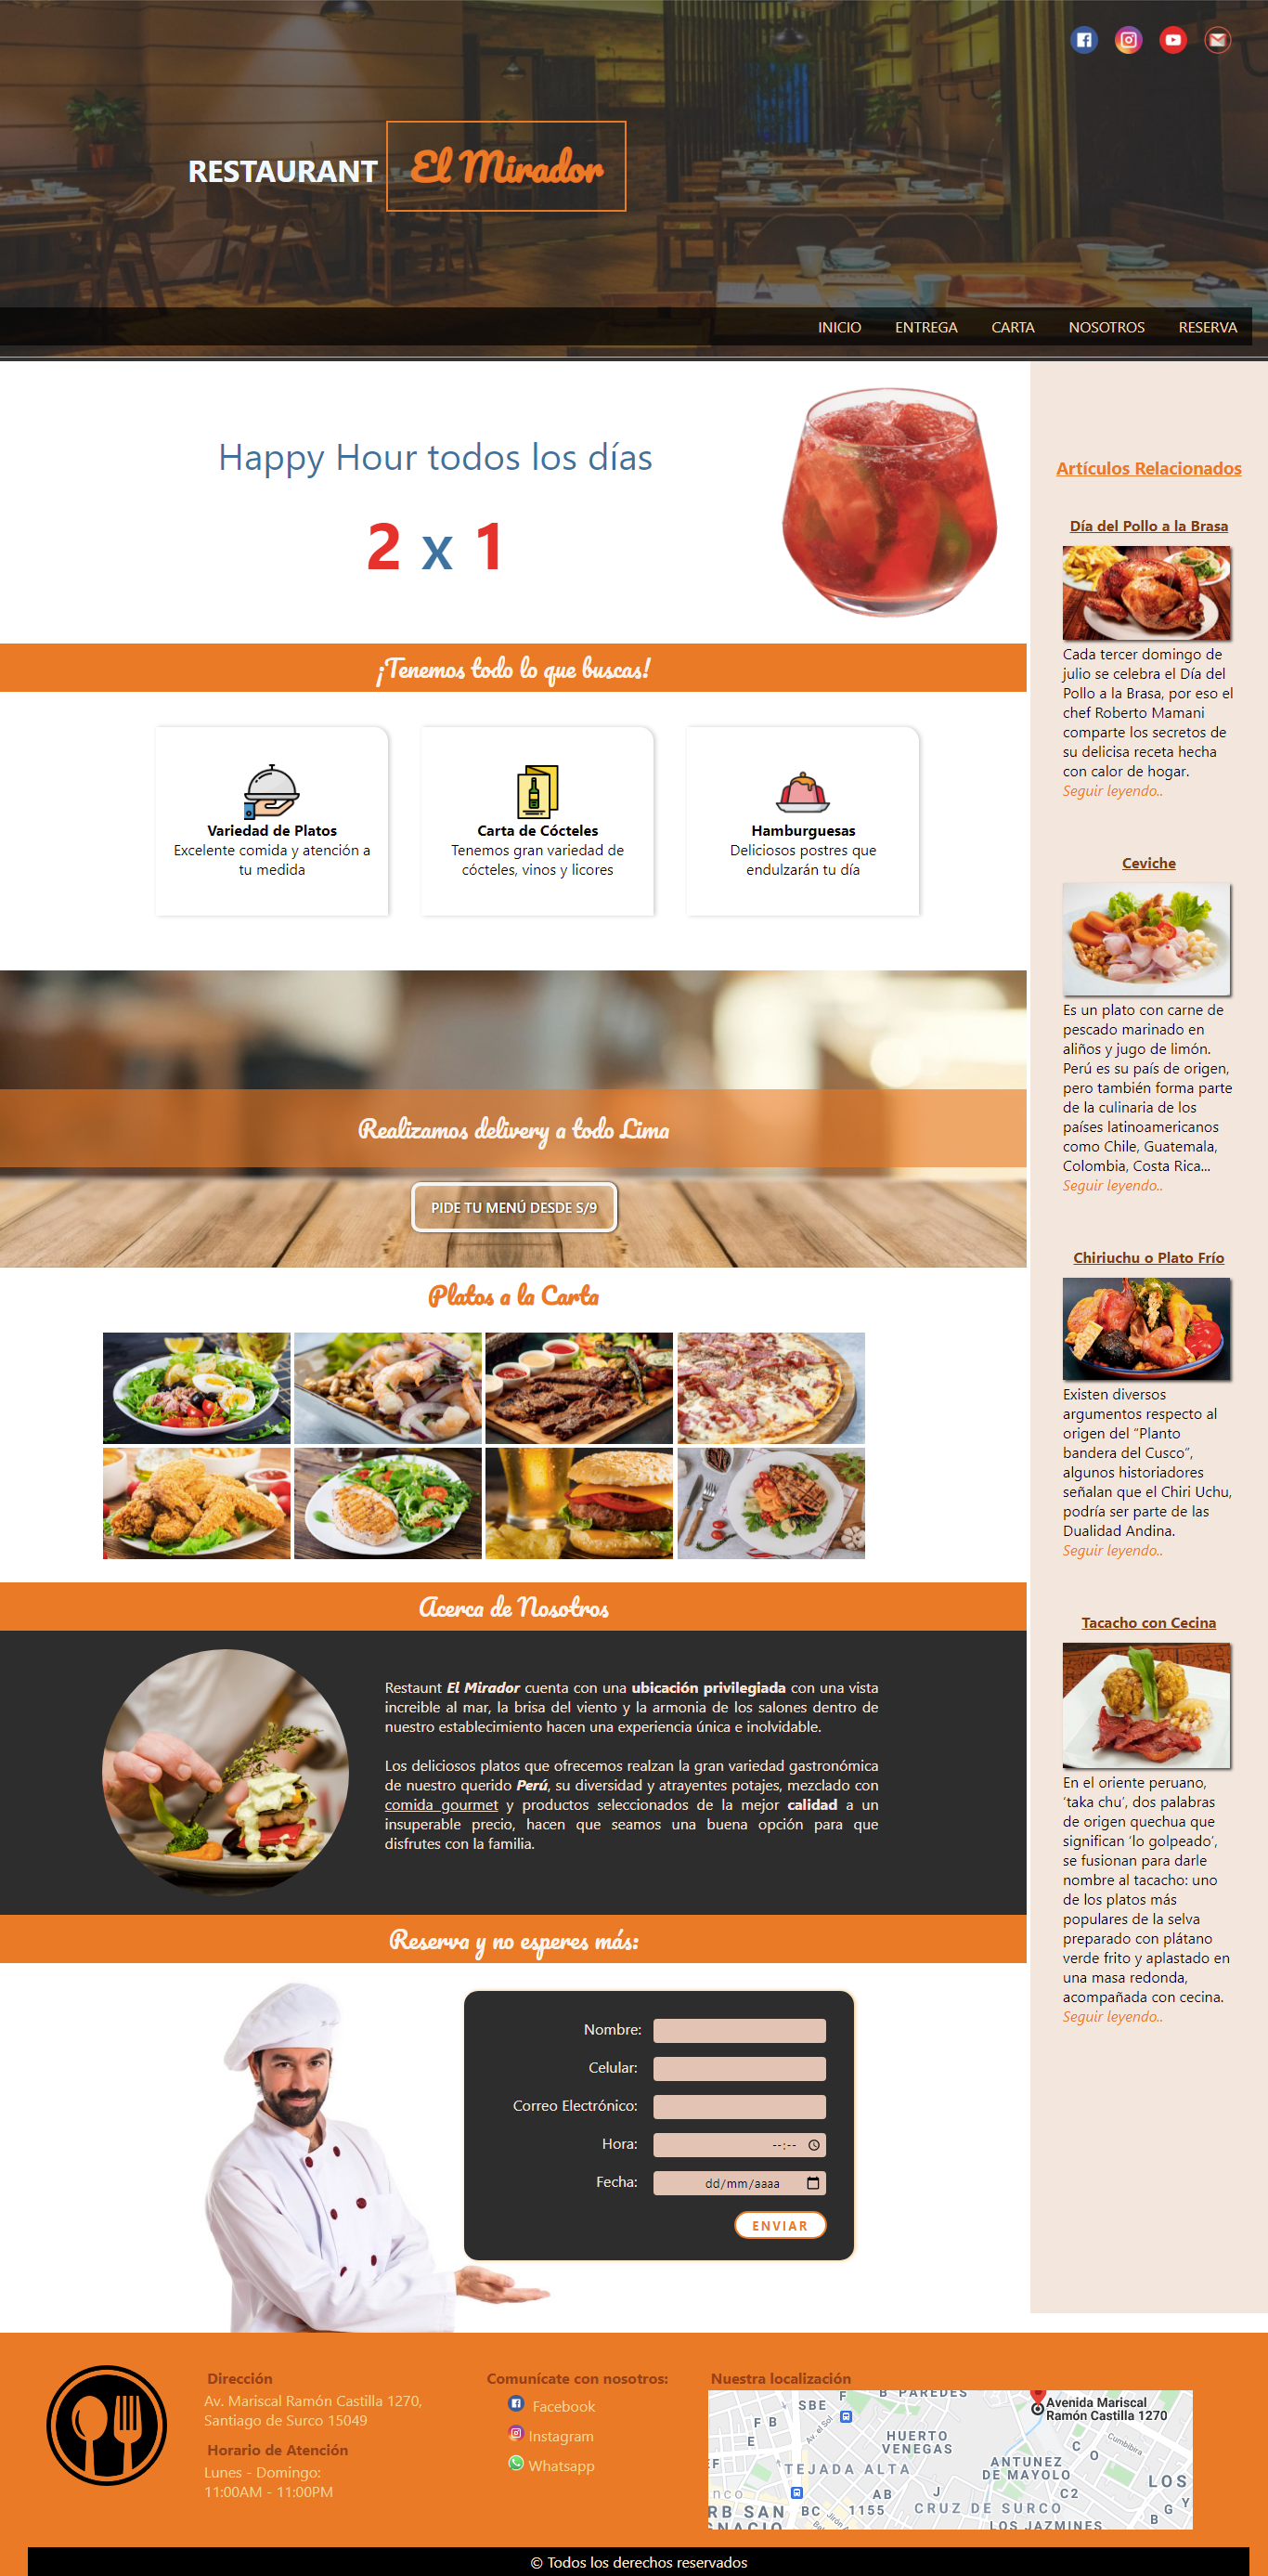 RESTAURANT El Mirador
INICIO ENTREGA CARTA NOSOTROS RESERVA
Happy Hour todos los días
2 x 1
¡Tenemos todo lo que buscas!
Variedad de Platos
Excelente comida y atención a
tu medida
Carta de Cócteles
Tenemos gran variedad de
cócteles, vinos y licores
Hamburguesas
Deliciosos postres que
endulzarán tu día
Realizamos delivery a todo Lima
PIDE TU MENÚ DESDE S/9
Platos a la Carta
Acerca de Nosotros
Restaunt El Mirador cuenta con una ubicación privilegiada con una vista
increible al mar, la brisa del viento y la armonia de los salones dentro de
nuestro establecimiento hacen una experiencia única e inolvidable.
Los deliciosos platos que ofrecemos realzan la gran variedad gastronómica
de nuestro querido Perú, su diversidad y atrayentes potajes, mezclado con
comida gourmet y productos seleccionados de la mejor calidad a un
insuperable precio, hacen que seamos una buena opción para que
disfrutes con la familia.
Reserva y no esperes más:
Nombre:
Celular:
Correo Electrónico:
Hora: --:--
Fecha: dd/mm/aaaa
ENVIAR
Artículos Relacionados
Día del Pollo a la Brasa
Cada tercer domingo de
julio se celebra el Día del
Pollo a la Brasa, por eso el
chef Roberto Mamani
comparte los secretos de
su delicisa receta hecha
con calor de hogar.
Seguir leyendo..
Ceviche
Es un plato con carne de
pescado marinado en
aliños y jugo de limón.
Perú es su país de origen,
pero también forma parte
de la culinaria de los
países latinoamericanos
como Chile, Guatemala,
Colombia, Costa Rica...
Seguir leyendo..
Chiriuchu o Plato Frío
Existen diversos
argumentos respecto al
origen del “Planto
bandera del Cusco”,
algunos historiadores
señalan que el Chiri Uchu,
podría ser parte de las
Dualidad Andina.
Seguir leyendo..
Tacacho con Cecina
En el oriente peruano,
‘taka chu’, dos palabras
de origen quechua que
significan ‘lo golpeado’,
se fusionan para darle
nombre al tacacho: uno
de los platos más
populares de la selva
preparado con plátano
verde frito y aplastado en
una masa redonda,
acompañada con cecina.
Seguir leyendo..
Dirección
Av. Mariscal Ramón Castilla 1270,
Santiago de Surco 15049
Horario de Atención
Lunes - Domingo:
11:00AM - 11:00PM
Comunícate con nosotros:
Facebook
Instagram
Whatsapp
Nuestra localización
SBE F B PAREDES
Avenida Mariscal
Ramón Castilla 1270
F B Av. el Sol
E HUERTO
VENEGAS C Cumbibira
F TEJADA ALTA ANTUNEZ
DE MAYOLO O
LOS
nco AB J C2
RB SAN BC 1155 CRUZ DE SURCO G Y
GNACIO Jirón LOS JAZMINES B
© Todos los derechos reservados